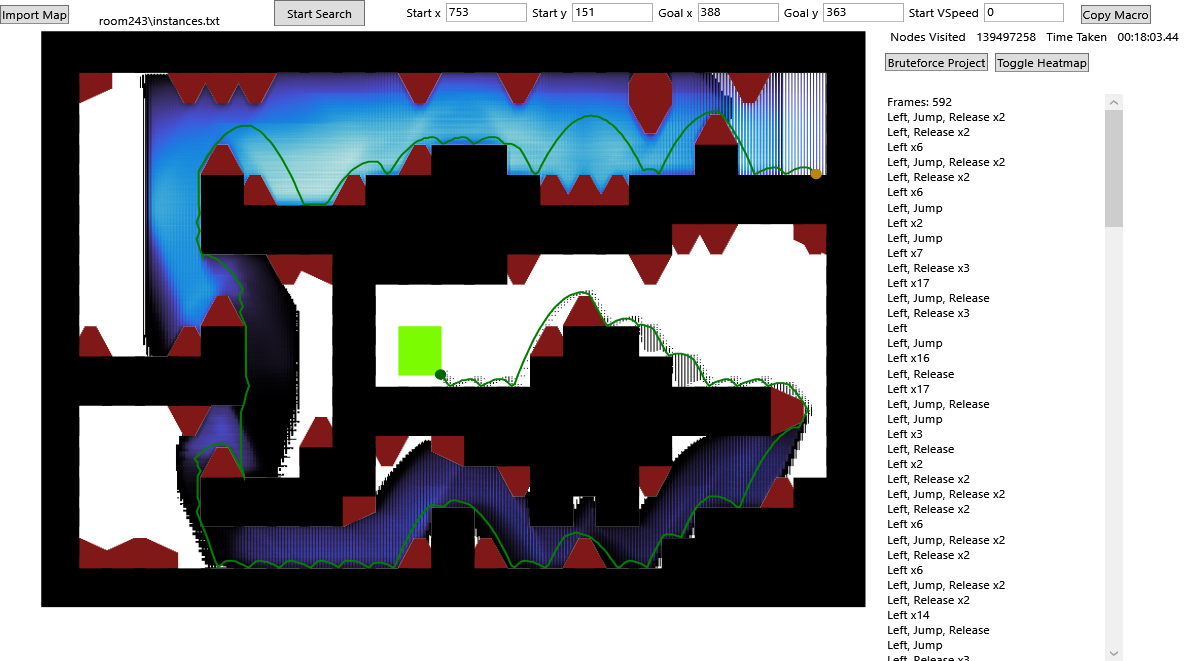 Import Map
room243\instances.txt
Start Search
Start x 753 Start y 151 Goal x 388 Goal y 363 Start VSpeed 0
Copy Macro
Nodes Visited 139497258 Time Taken 00:18:03.44
Bruteforce Project Toggle Heatmap
Frames: 592
Left, Jump, Release x2
Left, Release x2
Left x6
Left, Jump, Release x2
Left, Release x2
Left x6
Left, Jump
Left x2
Left, Jump
Left x7
Left, Release x3
Left x17
Left, Jump, Release
Left, Release x3
Left
Left, Jump
Left x16
Left, Release
Left x17
Left, Jump, Release
Left, Jump
Left x3
Left, Release
Left x2
Left, Release x2
Left, Jump, Release x2
Left, Release x2
Left x6
Left, Jump, Release x2
Left, Release x2
Left x6
Left, Jump, Release x2
Left, Release x2
Left x14
Left, Jump, Release
Left, Jump
Left, Release x3